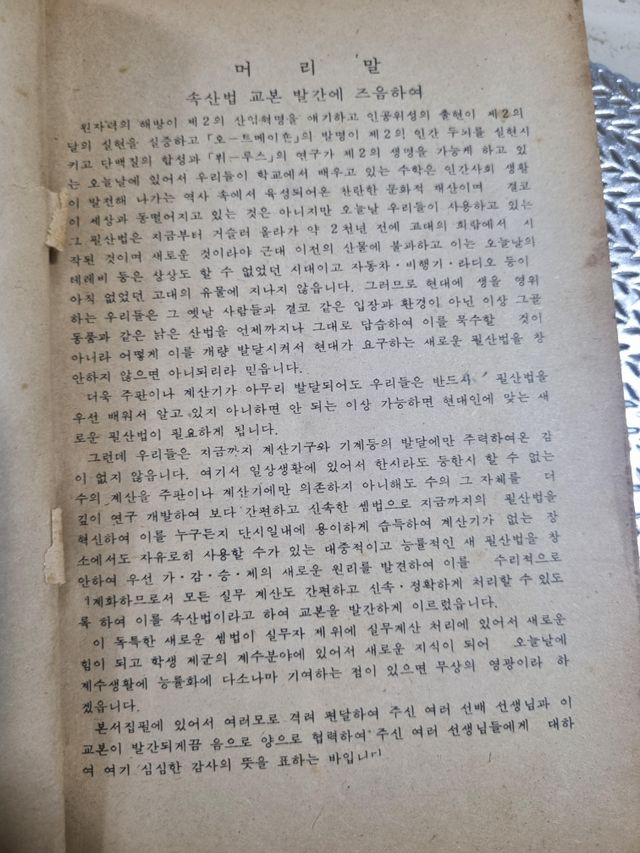 머 리 말
속산법 교본 발간에 즈음하여
원자력의 해방이 제2의 산업혁명을 얘기하고 인공위성의 출현이 제2의
달의 실현을 실증하고 「오ー트메이숀」의 발명이 제2의 인간 두뇌를 실현시
키고 단백질의 합성과 「뷔ー루스」의 연구가 제2의 생명을 가능케 하고 있
는 오늘날에 있어서 우리들이 학교에서 배우고 있는 수학은 인간사회 생활
이 발전해 나가는 역사 속에서 육성되어온 찬란한 문화적 재산이며 결코
이 세상과 동떨어지고 있는 것은 아니지만 오늘날 우리들이 사용하고 있는
그 필산법은 지금부터 거슬러 올라가 약 2천년 전에 고대의 희랍에서 시
작된 것이며 새로운 것이라야 근대 이전의 산물에 불과하고 이는 오늘날의
테레비 등은 상상도 할 수 없었던 시대이고 자동차·비행기·라디오 등이
아직 없었던 고대의 유물에 지나지 않읍니다. 그러므로 현대에 생을 영위
하는 우리들은 그 옛날 사람들과 결코 같은 입장과 환경이 아닌 이상 그골
동품과 같은 낡은 산법을 언제까지나 그대로 답습하여 이를 묵수할 것이
아니라 어떻게 이를 개량 발달시켜서 현대가 요구하는 새로운 필산법을 창
안하지 않으면 아니되리라 믿읍니다.
더욱 주판이나 계산기가 아무리 발달되어도 우리들은 반드시 필산법을
우선 배워서 알고 있지 아니하면 안 되는 이상 가능하면 현대인에 맞는 새
로운 필산법이 필요하게 됩니다.
그런데 우리들은 지금까지 계산기구와 기계등의 발달에만 주력하여온 감
이 없지 않읍니다. 여기서 일상생활에 있어서 한시라도 등한시 할 수 없는
수의 계산을 주판이나 계산기에만 의존하지 아니해도 수의 그 자체를 더
깊이 연구 개발하여 보다 간편하고 신속한 셈법으로 지금까지의 필산법을
혁신하여 이를 누구든지 단시일내에 용이하게 습득하여 계산기가 없는 장
소에서도 자유로히 사용할 수가 있는 대중적이고 능률적인 새 필산법을 창
안하여 우선 가·감·승·제의 새로운 원리를 발견하여 이를 수리적으로
계화하므로서 모든 실무 계산도 간편하고 신속·정확하게 처리할 수 있도
록 하여 이를 속산법이라고 하여 교본을 발간하게 이르렀읍니다.
이 독특한 새로운 셈법이 실무자 제위에 실무계산 처리에 있어서 새로운
힘이 되고 학생 제군의 계수분야에 있어서 새로운 지식이 되어 오늘날에
계수생활에 능률화에 다소나마 기여하는 점이 있으면 무상의 영광이라 하
겠읍니다.
본서집필에 있어서 여러모로 격려 편달하여 주신 여러 선배 선생님과 이
교본이 발간되게끔 음으로 양으로 협력하여 주신 여러 선생님들에게 대하
여 여기 심심한 감사의 뜻을 표하는 바입니다